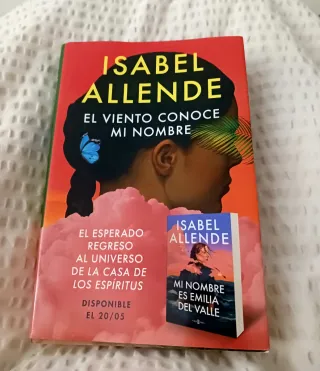 ISABEL
ALLENDE
EL VIENTO CONOCE
MI NOMBRE
EL ESPERADO
REGRESO
AL UNIVERSO
DE LA CASA DE
LOS ESPÍRITUS
DISPONIBLE
EL 20/05
ISABEL
ALLENDE
MI NOMBRE
ES EMILIA
DEL VALLE